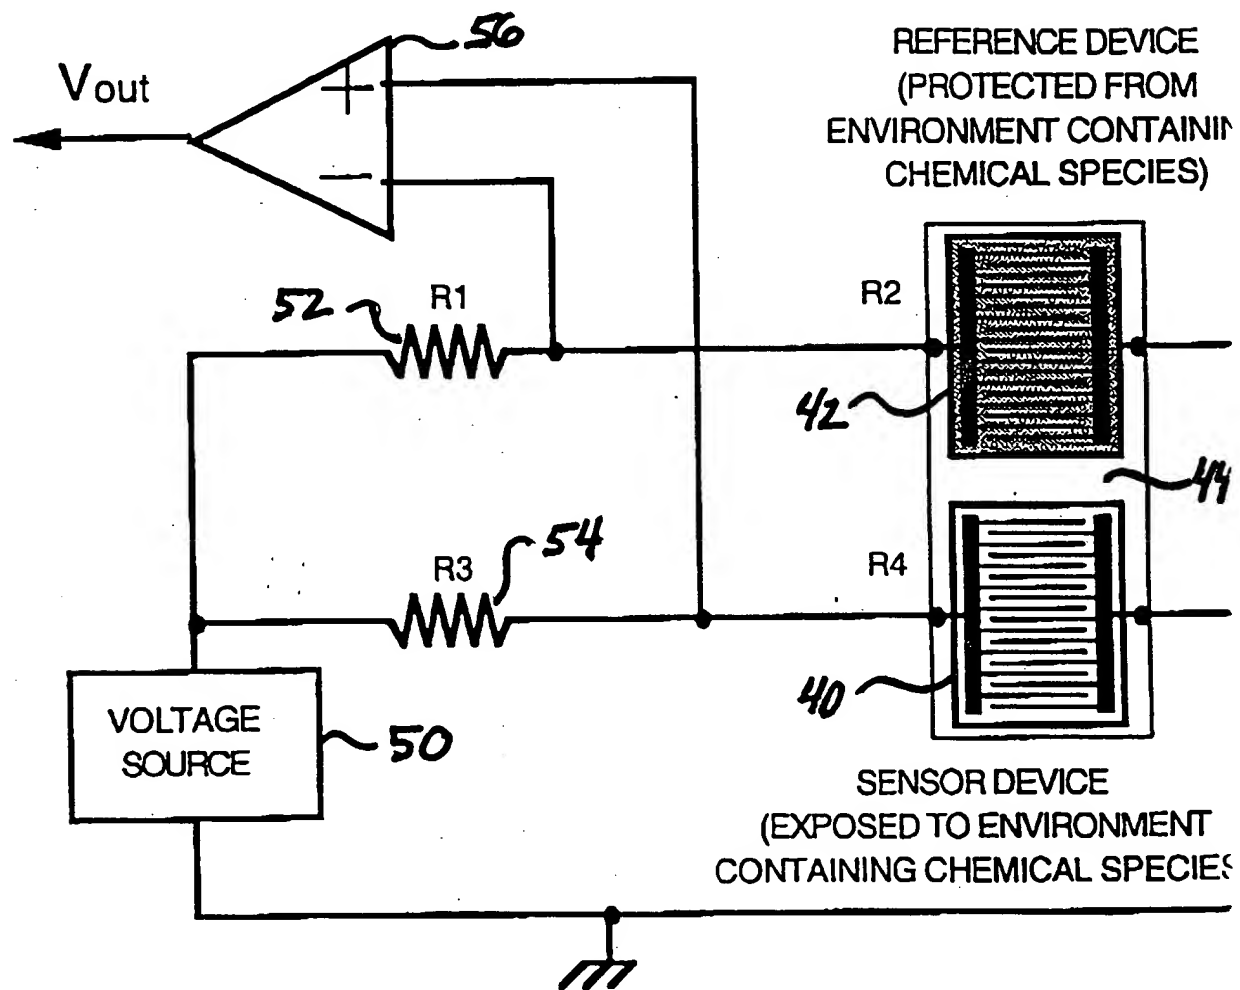 56
Vout
+
−
REFERENCE DEVICE
(PROTECTED FROM
ENVIRONMENT CONTAININ
CHEMICAL SPECIES)
52
R1
R2
42
44
R3
54
R4
40
VOLTAGE
SOURCE
50
SENSOR DEVICE
(EXPOSED TO ENVIRONMENT
CONTAINING CHEMICAL SPECIES